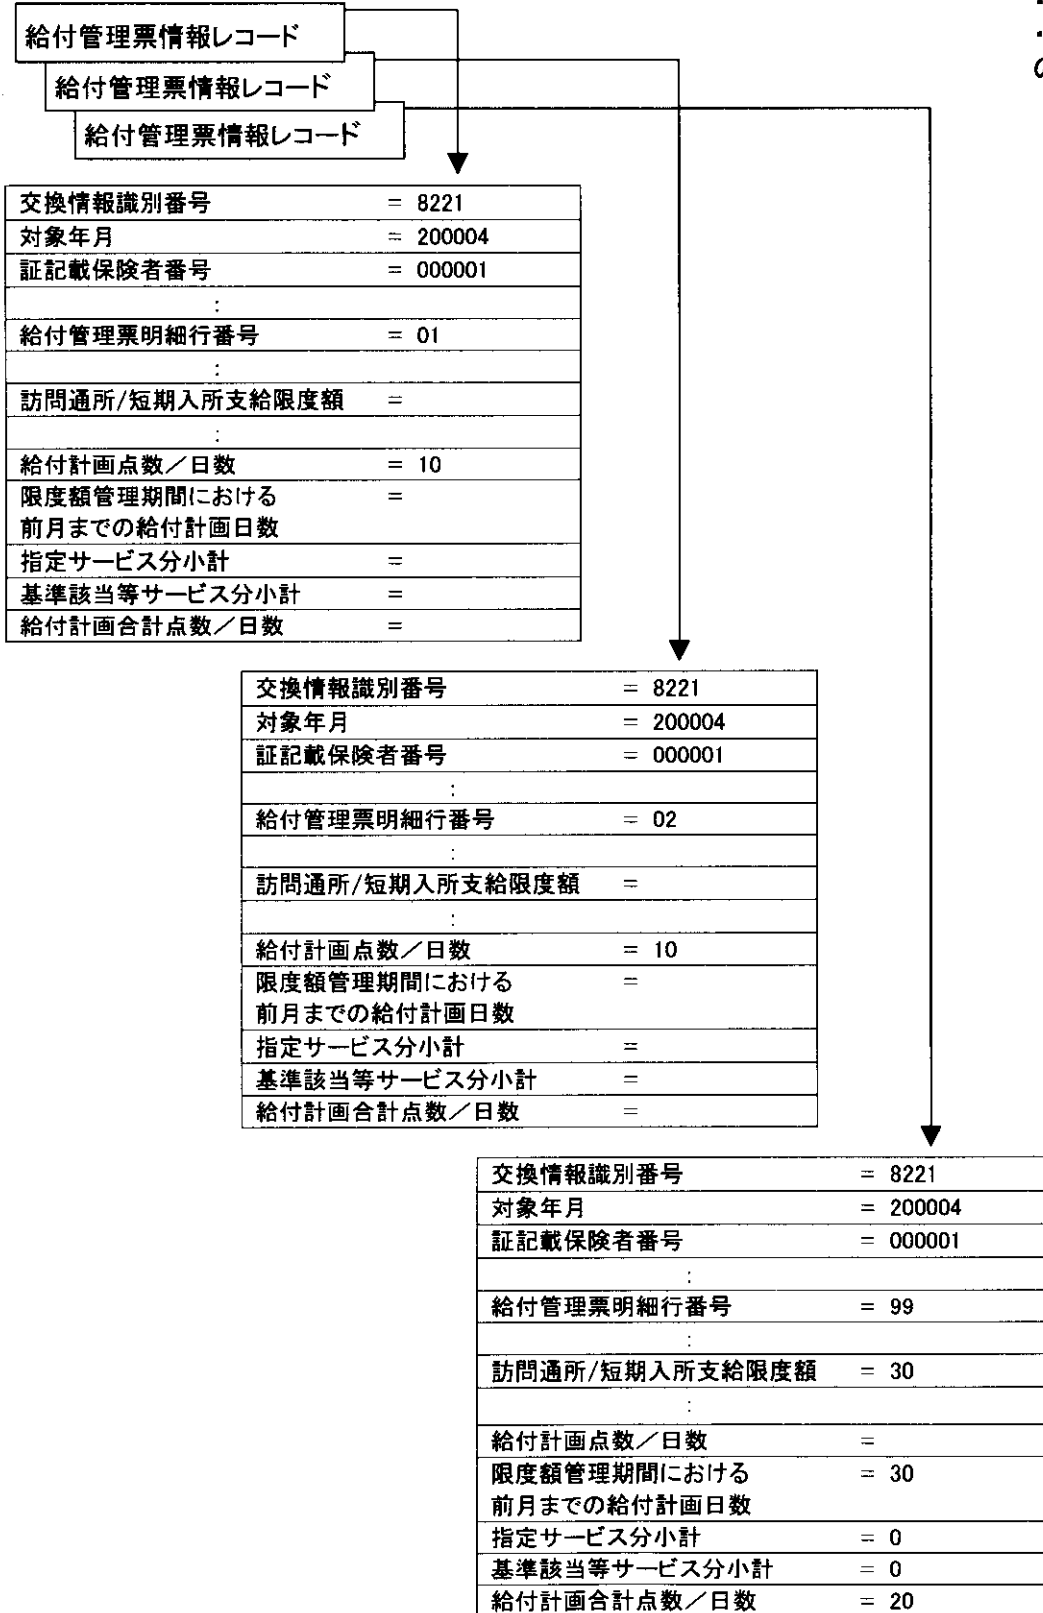 給付管理票情報レコード
給付管理票情報レコード
給付管理票情報レコード
の
交換情報識別番号 = 8221
対象年月 = 200004
証記載保険者番号 = 000001
:
給付管理票明細行番号 = 01
:
訪問通所/短期入所支給限度額 =
:
給付計画点数／日数 = 10
限度額管理期間における =
前月までの給付計画日数
指定サービス分小計 =
基準該当等サービス分小計 =
給付計画合計点数／日数 =
交換情報識別番号 = 8221
対象年月 = 200004
証記載保険者番号 = 000001
:
給付管理票明細行番号 = 02
:
訪問通所/短期入所支給限度額 =
:
給付計画点数／日数 = 10
限度額管理期間における =
前月までの給付計画日数
指定サービス分小計 =
基準該当等サービス分小計 =
給付計画合計点数／日数 =
交換情報識別番号 = 8221
対象年月 = 200004
証記載保険者番号 = 000001
:
給付管理票明細行番号 = 99
:
訪問通所/短期入所支給限度額 = 30
:
給付計画点数／日数 =
限度額管理期間における = 30
前月までの給付計画日数
指定サービス分小計 = 0
基準該当等サービス分小計 = 0
給付計画合計点数／日数 = 20